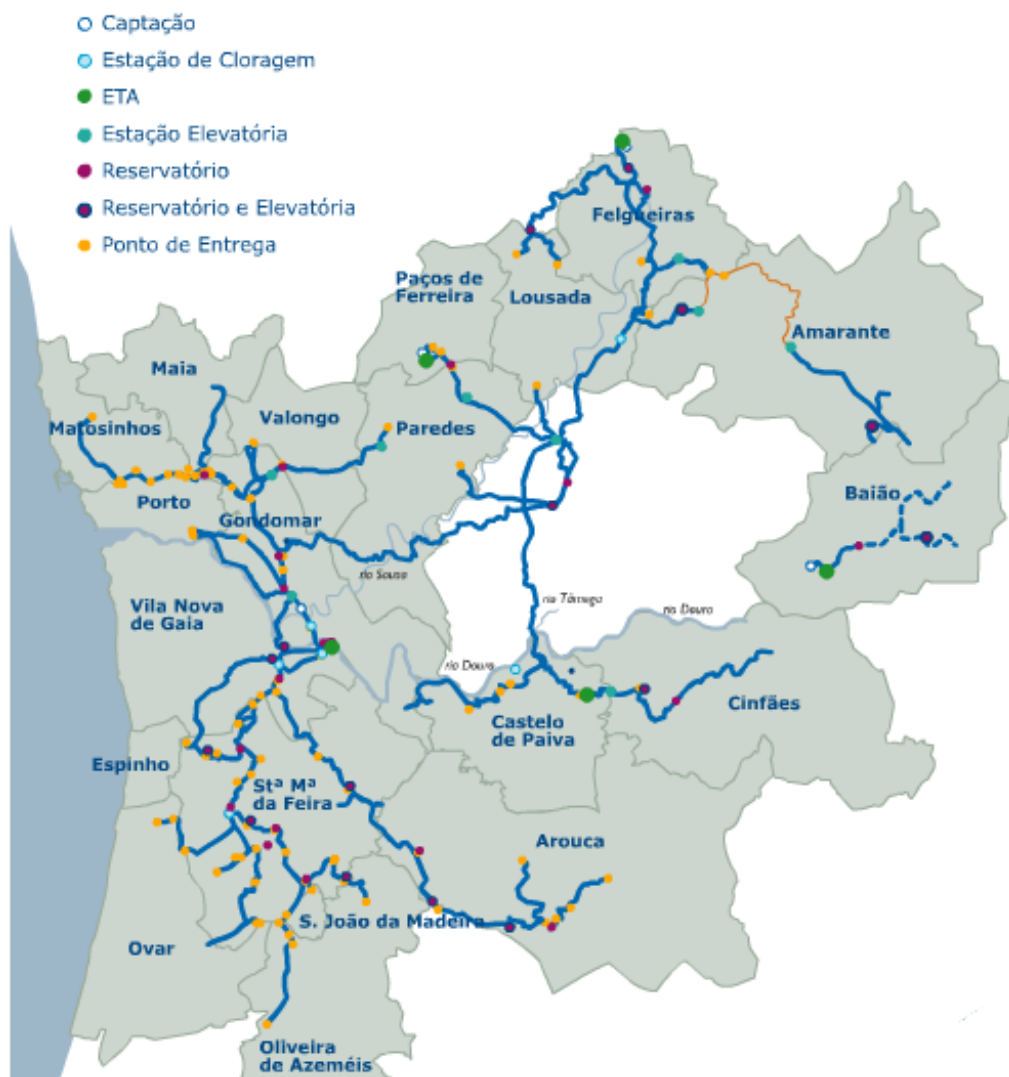 Captação
Estação de Cloragem
ETA
Estação Elevatória
Reservatório
Reservatório e Elevatória
Ponto de Entrega
Felgueiras
Paços de
Ferreira
Lousada
Amarante
Maia
Matosinhos
Valongo
Paredes
Porto
Gondomar
Baião
rio Sousa
rio Tâmega
rio Douro
Vila Nova
de Gaia
rio Douro
Cinfães
Castelo
de Paiva
Espinho
Stª Mª
da Feira
Arouca
S. João da Madeira
Ovar
Oliveira
de Azeméis